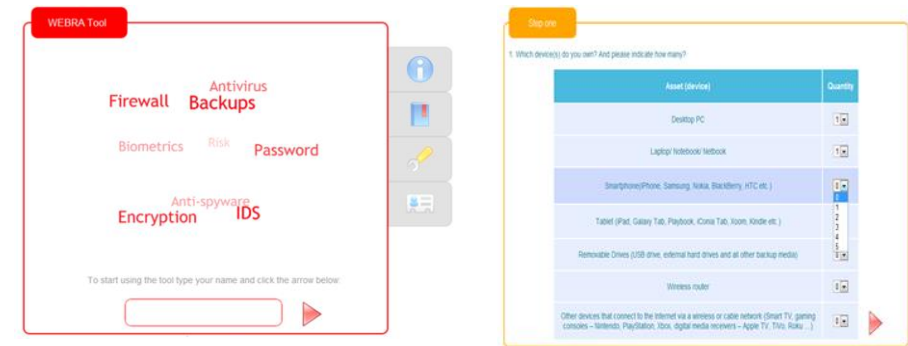 WEBRA Tool
Antivirus
Firewall Backups
Biometrics Risk Password
Anti-spyware
Encryption IDS
To start using the tool type your name and click the arrow below:
Step one
1. Which device(s) do you own? And please indicate how many?
Asset (device) Quantity
Desktop PC 1
Laptop/ Notebook/ Netbook 1
Smartphone(iPhone, Samsung, Nokia, BlackBerry, HTC etc. ) 0
0
1
2
3
4
5
Tablet (iPad, Galaxy Tab, Playbook, iConia Tab, Xoom, Kindle ett. )
Removable Drives (USB drive, external hard drives and all other backup media) 0
Wireless router 0
Other devices that connect to the Internet via a wireless or cable network (Smart TV, gaming
consoles – Nintendo, PlayStation, Xbox, digital media receivers – Apple TV, TiVo, Roku ...) 0